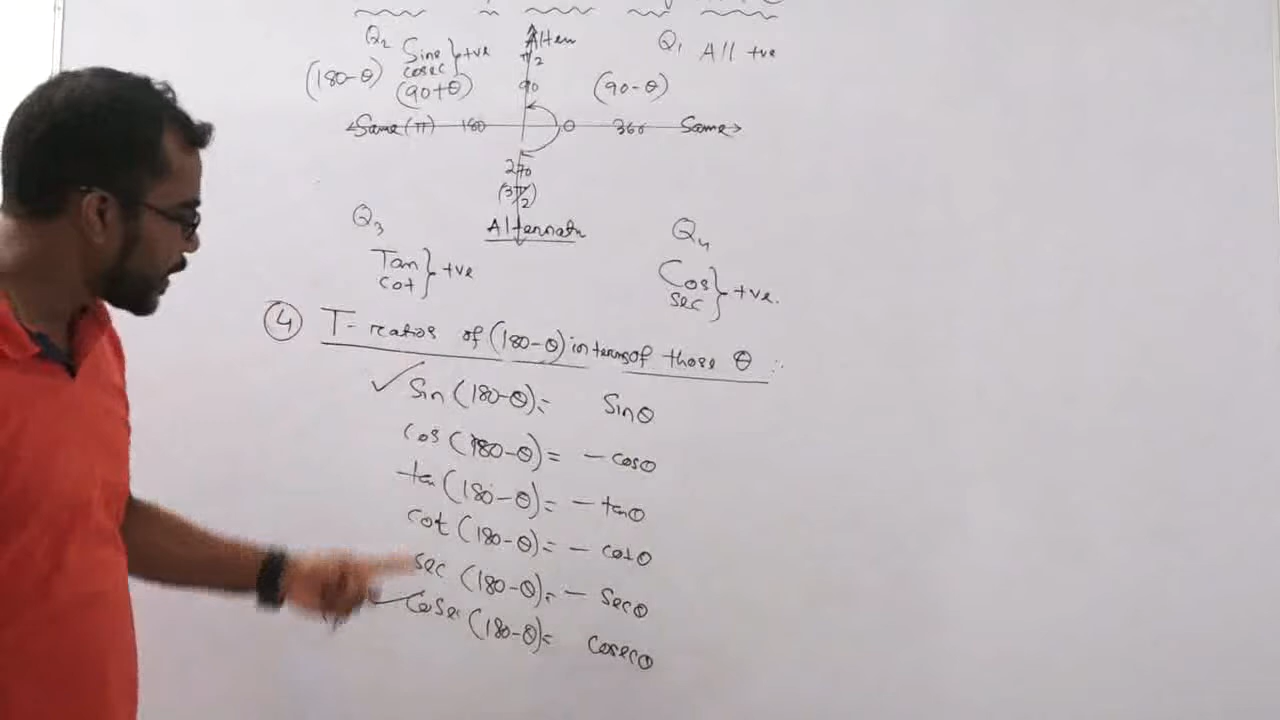 Q2 Sine cosec } +ve
Alten
π/2
Q1 All +ve
(180-θ) (90+θ)
90
(90-θ)
Same (π) 180
0 360 Same
270
(3π/2)
Alternate
Q3
Tan cot } +ve
Q4
Cos sec } +ve.
4 T-ratos of (180-θ) in terms of those θ :
✓ Sin (180-θ)= Sinθ
cos (180-θ)= - cosθ
tan (180-θ)= - tanθ
cot (180-θ)= - cotθ
sec (180-θ)= - Secθ
✓ Cosec (180-θ)= cosecθ